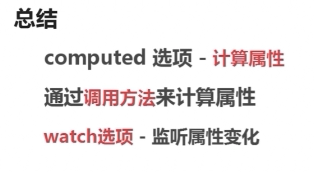 总结
computed 选项 - 计算属性
通过调用方法来计算属性
watch选项 - 监听属性变化